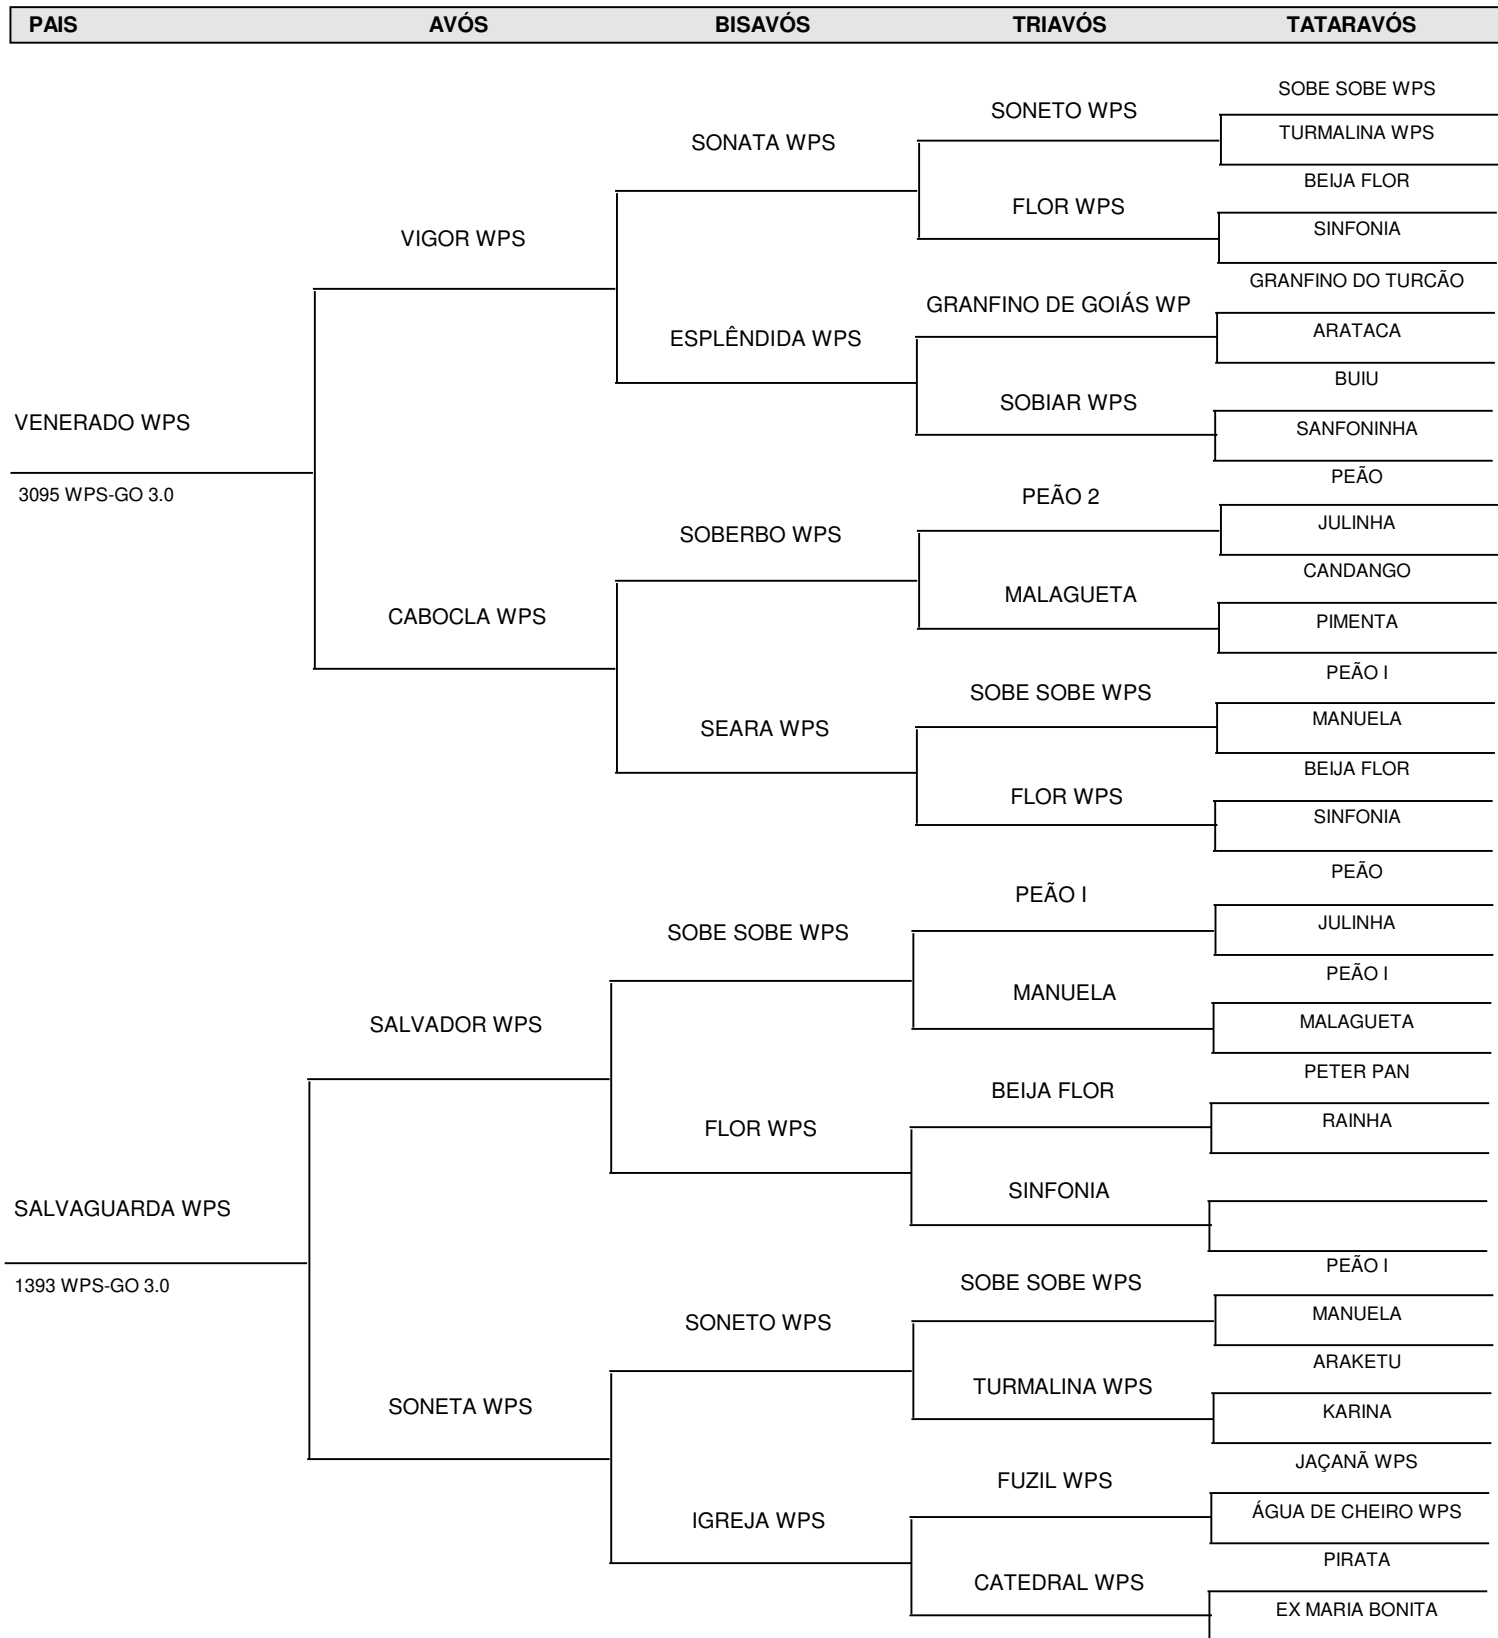 PAIS AVÓS BISAVÓS TRIAVÓS TATARAVÓS
SOBE SOBE WPS
SONETO WPS
TURMALINA WPS
SONATA WPS
BEIJA FLOR
FLOR WPS
SINFONIA
VIGOR WPS
GRANFINO DO TURCÃO
GRANFINO DE GOIÁS WP
ARATACA
ESPLÊNDIDA WPS
BUIU
SOBIAR WPS
VENERADO WPS
SANFONINHA
PEÃO
3095 WPS-GO 3.0
PEÃO 2
JULINHA
SOBERBO WPS
CANDANGO
MALAGUETA
CABOCLA WPS
PIMENTA
PEÃO I
SOBE SOBE WPS
MANUELA
SEARA WPS
BEIJA FLOR
FLOR WPS
SINFONIA
PEÃO
PEÃO I
JULINHA
SOBE SOBE WPS
PEÃO I
MANUELA
MALAGUETA
SALVADOR WPS
PETER PAN
BEIJA FLOR
RAINHA
FLOR WPS
SINFONIA
SALVAGUARDA WPS
PEÃO I
1393 WPS-GO 3.0
SOBE SOBE WPS
MANUELA
SONETO WPS
ARAKETU
TURMALINA WPS
SONETA WPS
KARINA
JAÇANÃ WPS
FUZIL WPS
ÁGUA DE CHEIRO WPS
IGREJA WPS
PIRATA
CATEDRAL WPS
EX MARIA BONITA